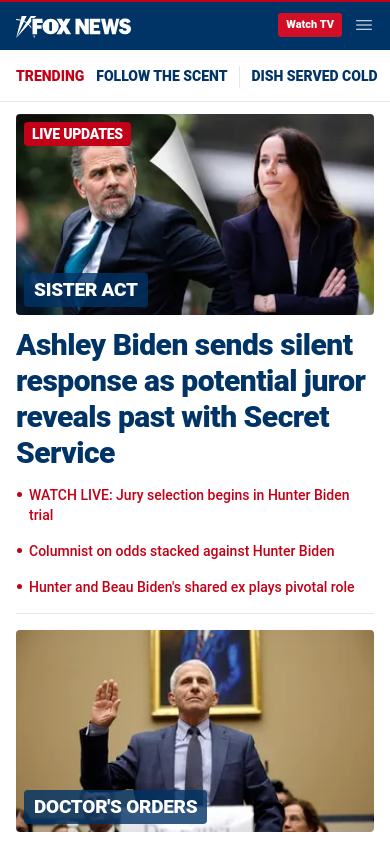 FOX NEWS
Watch TV
TRENDING FOLLOW THE SCENT DISH SERVED COLD
LIVE UPDATES
SISTER ACT
Ashley Biden sends silent
response as potential juror
reveals past with Secret
Service
• WATCH LIVE: Jury selection begins in Hunter Biden
trial
• Columnist on odds stacked against Hunter Biden
• Hunter and Beau Biden's shared ex plays pivotal role
DOCTOR'S ORDERS